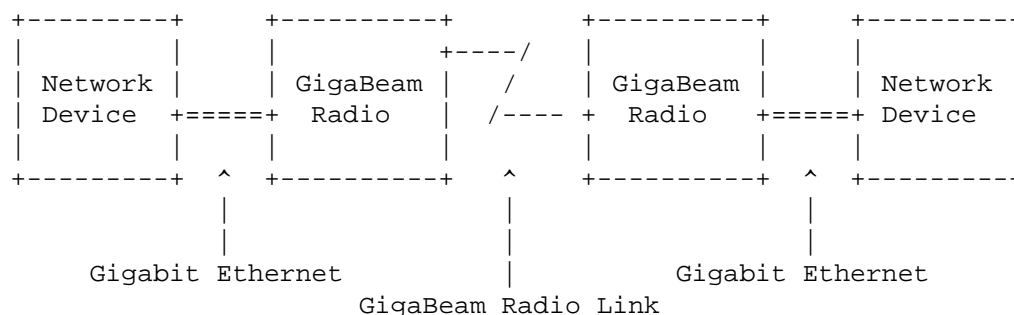 Network GigaBeam GigaBeam Network
Device Radio Radio Device
Gigabit Ethernet Gigabit Ethernet
GigaBeam Radio Link